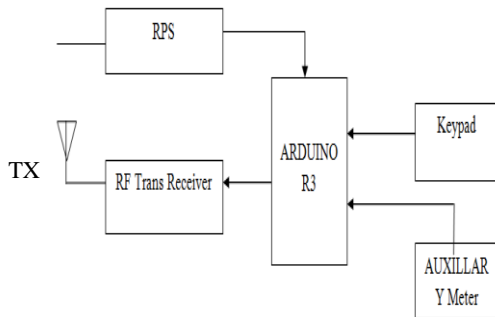 RPS
TX
RF Trans Receiver
ARDUINO
R3
Keypad
AUXILLAR
Y Meter